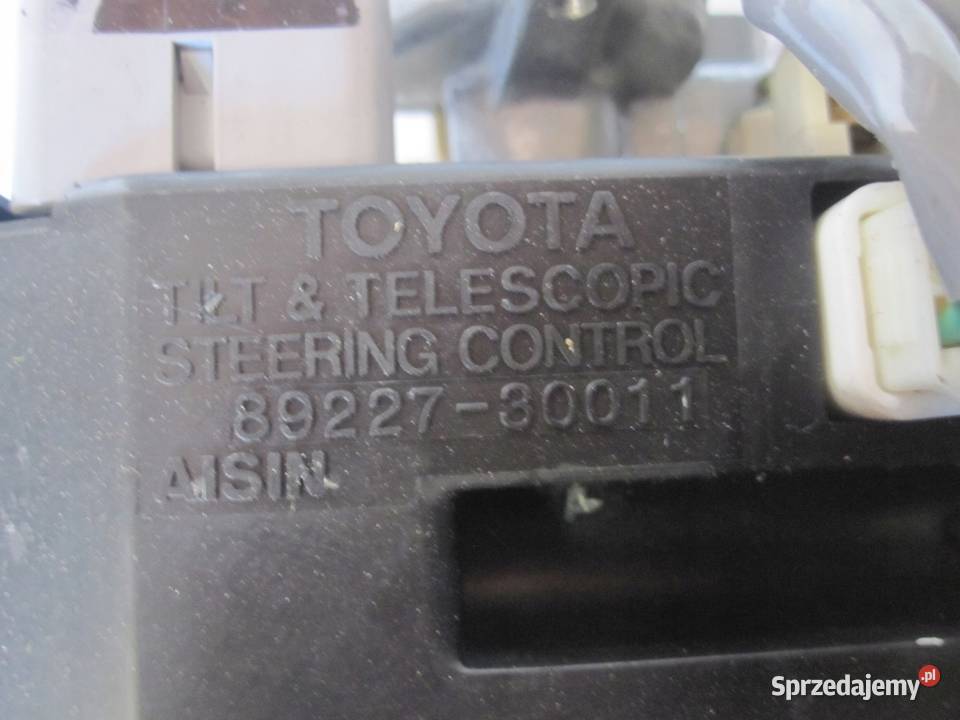 TOYOTA
TILT & TELESCOPIC
STEERING CONTROL
89227-30011
AISIN
Sprzedajemy.pl